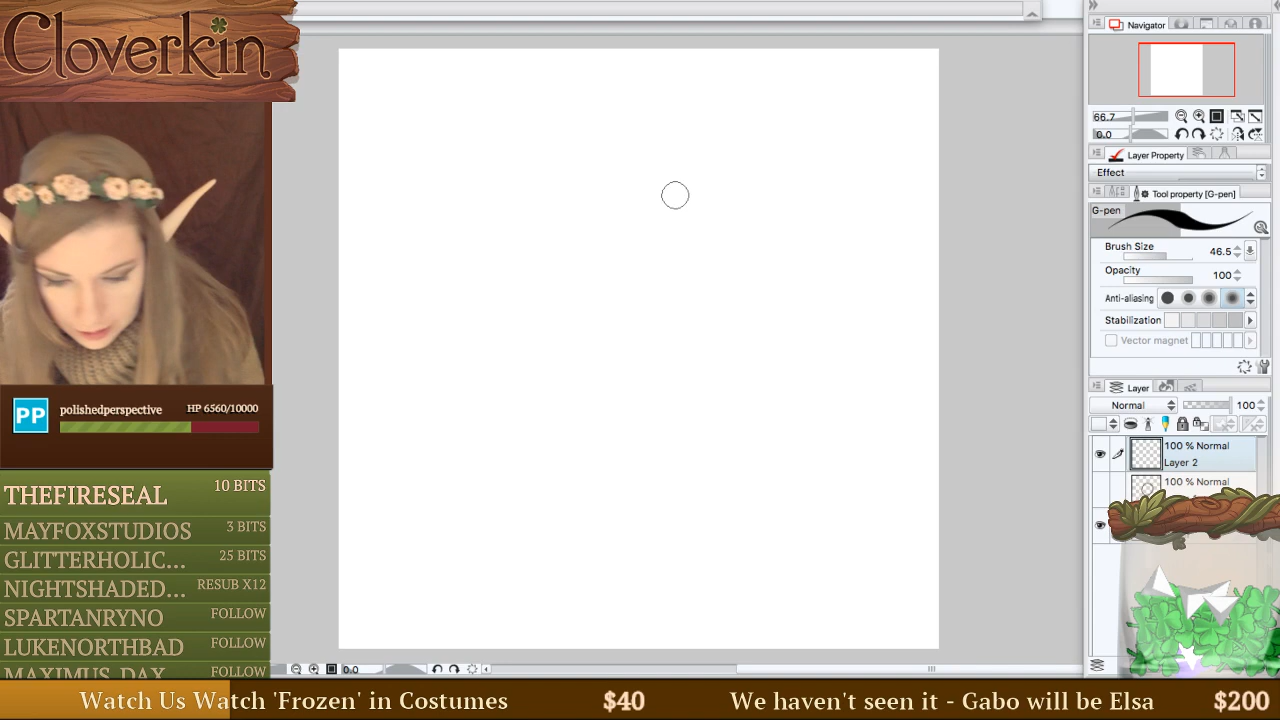 Cloverkin
Navigator
66.7
0.0
Layer Property
Effect
Tool property [G-pen]
G-pen
Brush Size
46.5
Opacity
100
Anti-aliasing
Stabilization
Vector magnet
Layer
Normal
100
100 % Normal
Layer 2
100 % Normal
PP
polishedperspective
HP 6560/10000
THEFIRESEAL 10 BITS
MAYFOXSTUDIOS 3 BITS
GLITTERHOLIC... 25 BITS
NIGHTSHADED... RESUB X12
SPARTANRYNO FOLLOW
LUKENORTHBAD FOLLOW
MAXIMUS_DAX FOLLOW
0.0
Watch Us Watch 'Frozen' in Costumes $40 We haven't seen it - Gabo will be Elsa $200